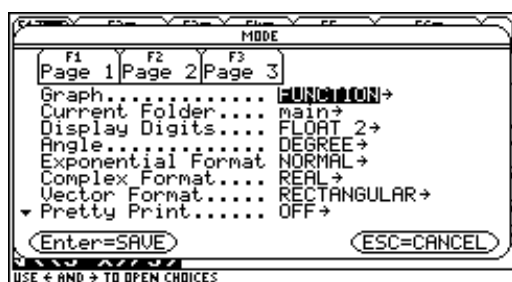 MODE
F1 F2 F3
Page 1 Page 2 Page 3
Graph............. FUNCTION→
Current Folder.... main→
Display Digits.... FLOAT 2→
Angle............. DEGREE→
Exponential Format NORMAL→
Complex Format.... REAL→
Vector Format..... RECTANGULAR→
Pretty Print...... OFF→
Enter=SAVE ESC=CANCEL
USE ← AND → TO OPEN CHOICES